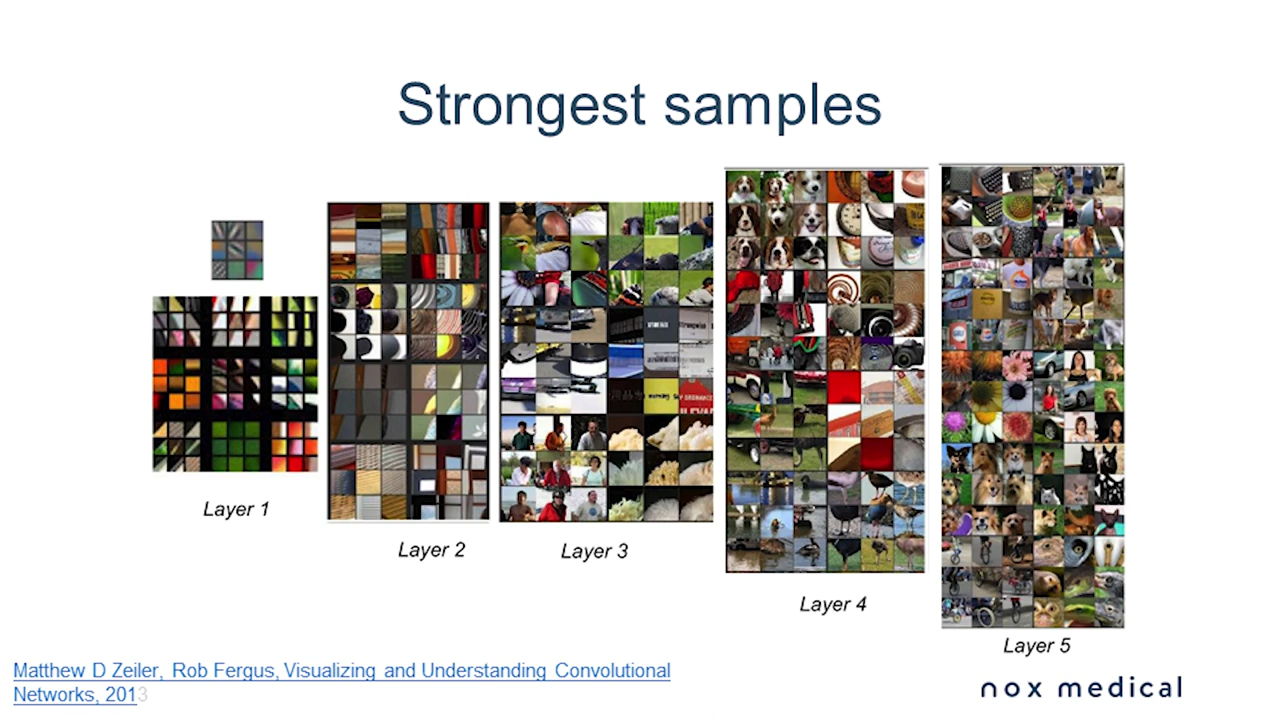 Strongest samples
Layer 1
Layer 2
Layer 3
Layer 4
Layer 5
Matthew D Zeiler, Rob Fergus, Visualizing and Understanding Convolutional
Networks, 2013
nox medical